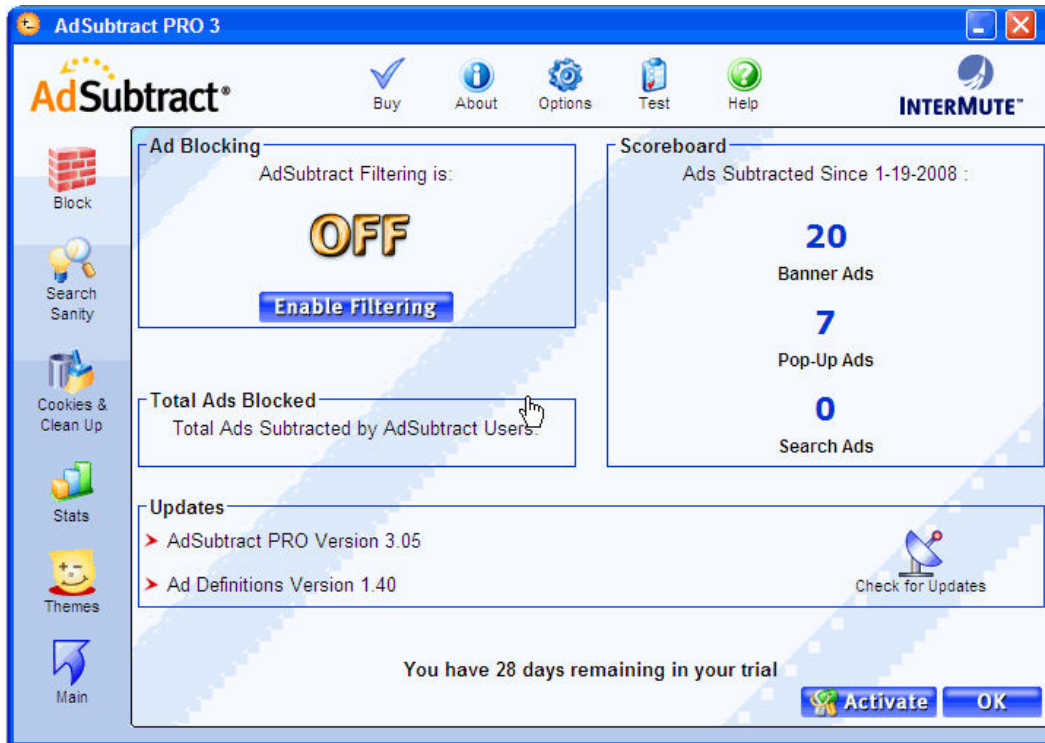 AdSubtract PRO 3
AdSubtract
Buy
About
Options
Test
Help
INTERMUTE™
Block
Search
Sanity
Cookies &
Clean Up
Stats
Themes
Main
Ad Blocking
AdSubtract Filtering is:
OFF
Enable Filtering
Scoreboard
Ads Subtracted Since 1-19-2008 :
20
Banner Ads
7
Pop-Up Ads
0
Search Ads
Total Ads Blocked
Total Ads Subtracted by AdSubtract Users:
Updates
AdSubtract PRO Version 3.05
Ad Definitions Version 1.40
Check for Updates
You have 28 days remaining in your trial
Activate
OK